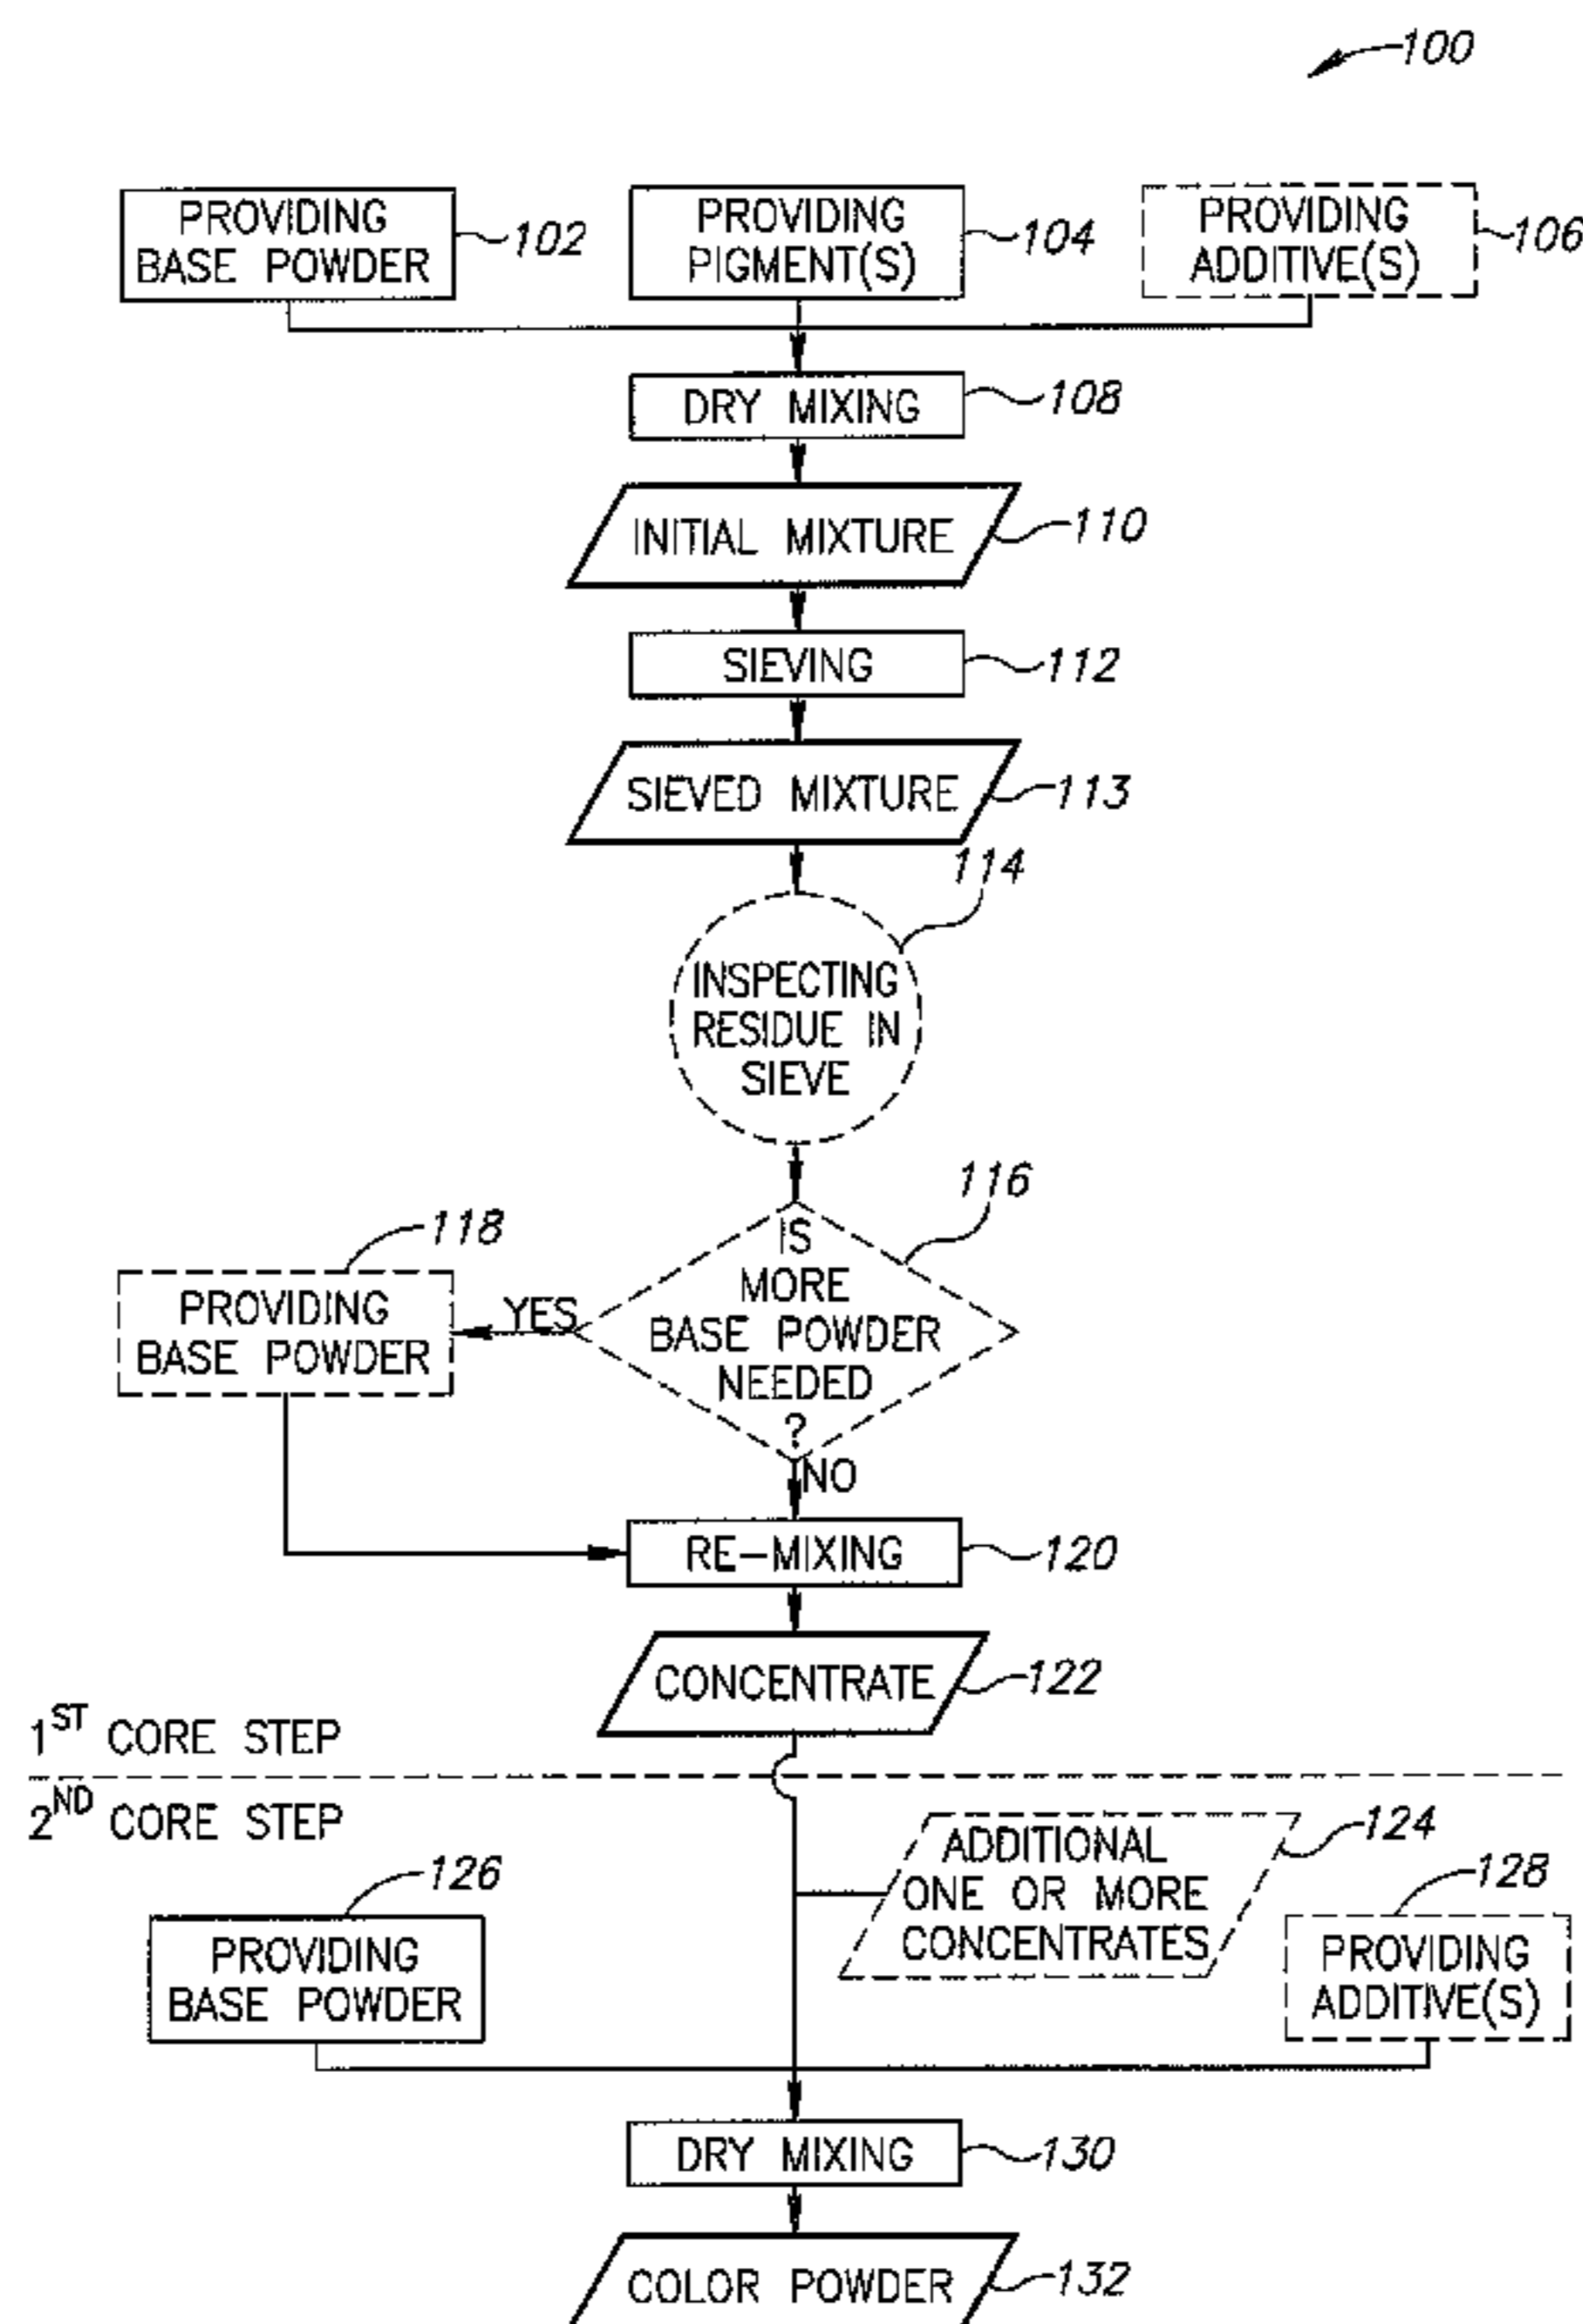 100
PROVIDING
BASE POWDER
102
PROVIDING
PIGMENT(S)
104
PROVIDING
ADDITIVE(S)
106
DRY MIXING
108
INITIAL MIXTURE
110
SIEVING
112
SIEVED MIXTURE
113
114
INSPECTING
RESIDUE IN
SIEVE
116
IS
MORE
BASE POWDER
NEEDED
?
YES
118
PROVIDING
BASE POWDER
NO
RE-MIXING
120
CONCENTRATE
122
1ST CORE STEP
2ND CORE STEP
ADDITIONAL
ONE OR MORE
CONCENTRATES
124
126
PROVIDING
BASE POWDER
128
PROVIDING
ADDITIVE(S)
DRY MIXING
130
COLOR POWDER
132